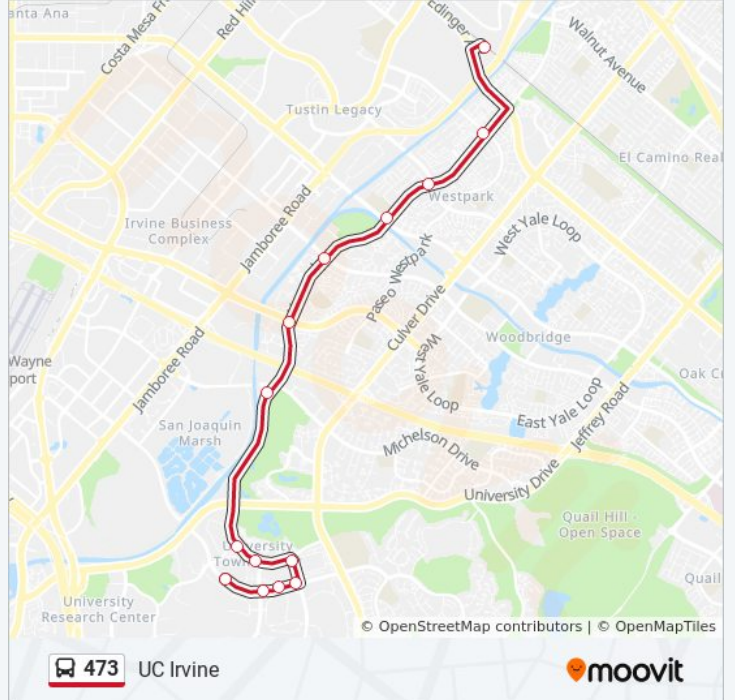 anta Ana
Costa Mesa Fr
Red Hil
Edinger A
Walnut Avenue
Tustin Legacy
El Camino Real
Westpark
Irvine Business
Complex
Jamboree Road
West Yale Loop
Paseo Westpark
Culver Drive
Wayne
port
Jamboree Road
Woodbridge
West Yale Loop
Oak C
East Yale Loop
Jeffrey Road
San Joaquin
Marsh
Michelson Drive
University Drive
Quail Hill -
Open Space
University
Town
Quail
University
Research Center
© OpenStreetMap contributors | © OpenMapTiles
473 UC Irvine
moovit